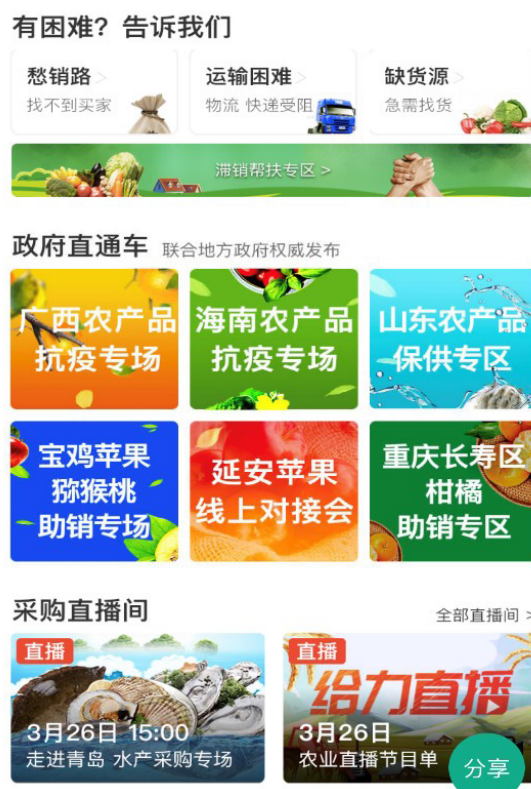 有困难？告诉我们
愁销路 >
运输困难 >
缺货源 >
找不到买家
物流 快递受阻
急需找货
滞销帮扶专区 >
政府直通车 联合地方政府权威发布
广西农产品
抗疫专场
海南农产品
抗疫专场
山东农产品
保供专区
宝鸡苹果
猕猴桃
助销专场
延安苹果
线上对接会
重庆长寿区
柑橘
助销专区
采购直播间
全部直播间 >
直播
3月26日 15:00
走进青岛 水产采购专场
直播
给力直播
3月26日
农业直播节目单
分享